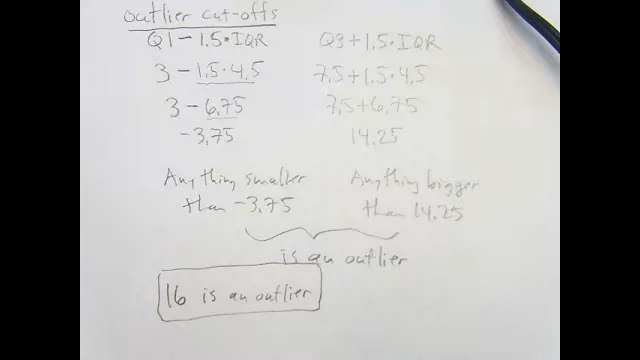 outlier cut-offs
Q1 - 1.5·IQR
3 - 1.5·4.5
3 - 6.75
-3.75
Anything smaller
than -3.75
Q3 + 1.5·IQR
7.5 + 1.5·4.5
7.5 + 6.75
14.25
Anything bigger
than 14.25
is an outlier
16 is an outlier